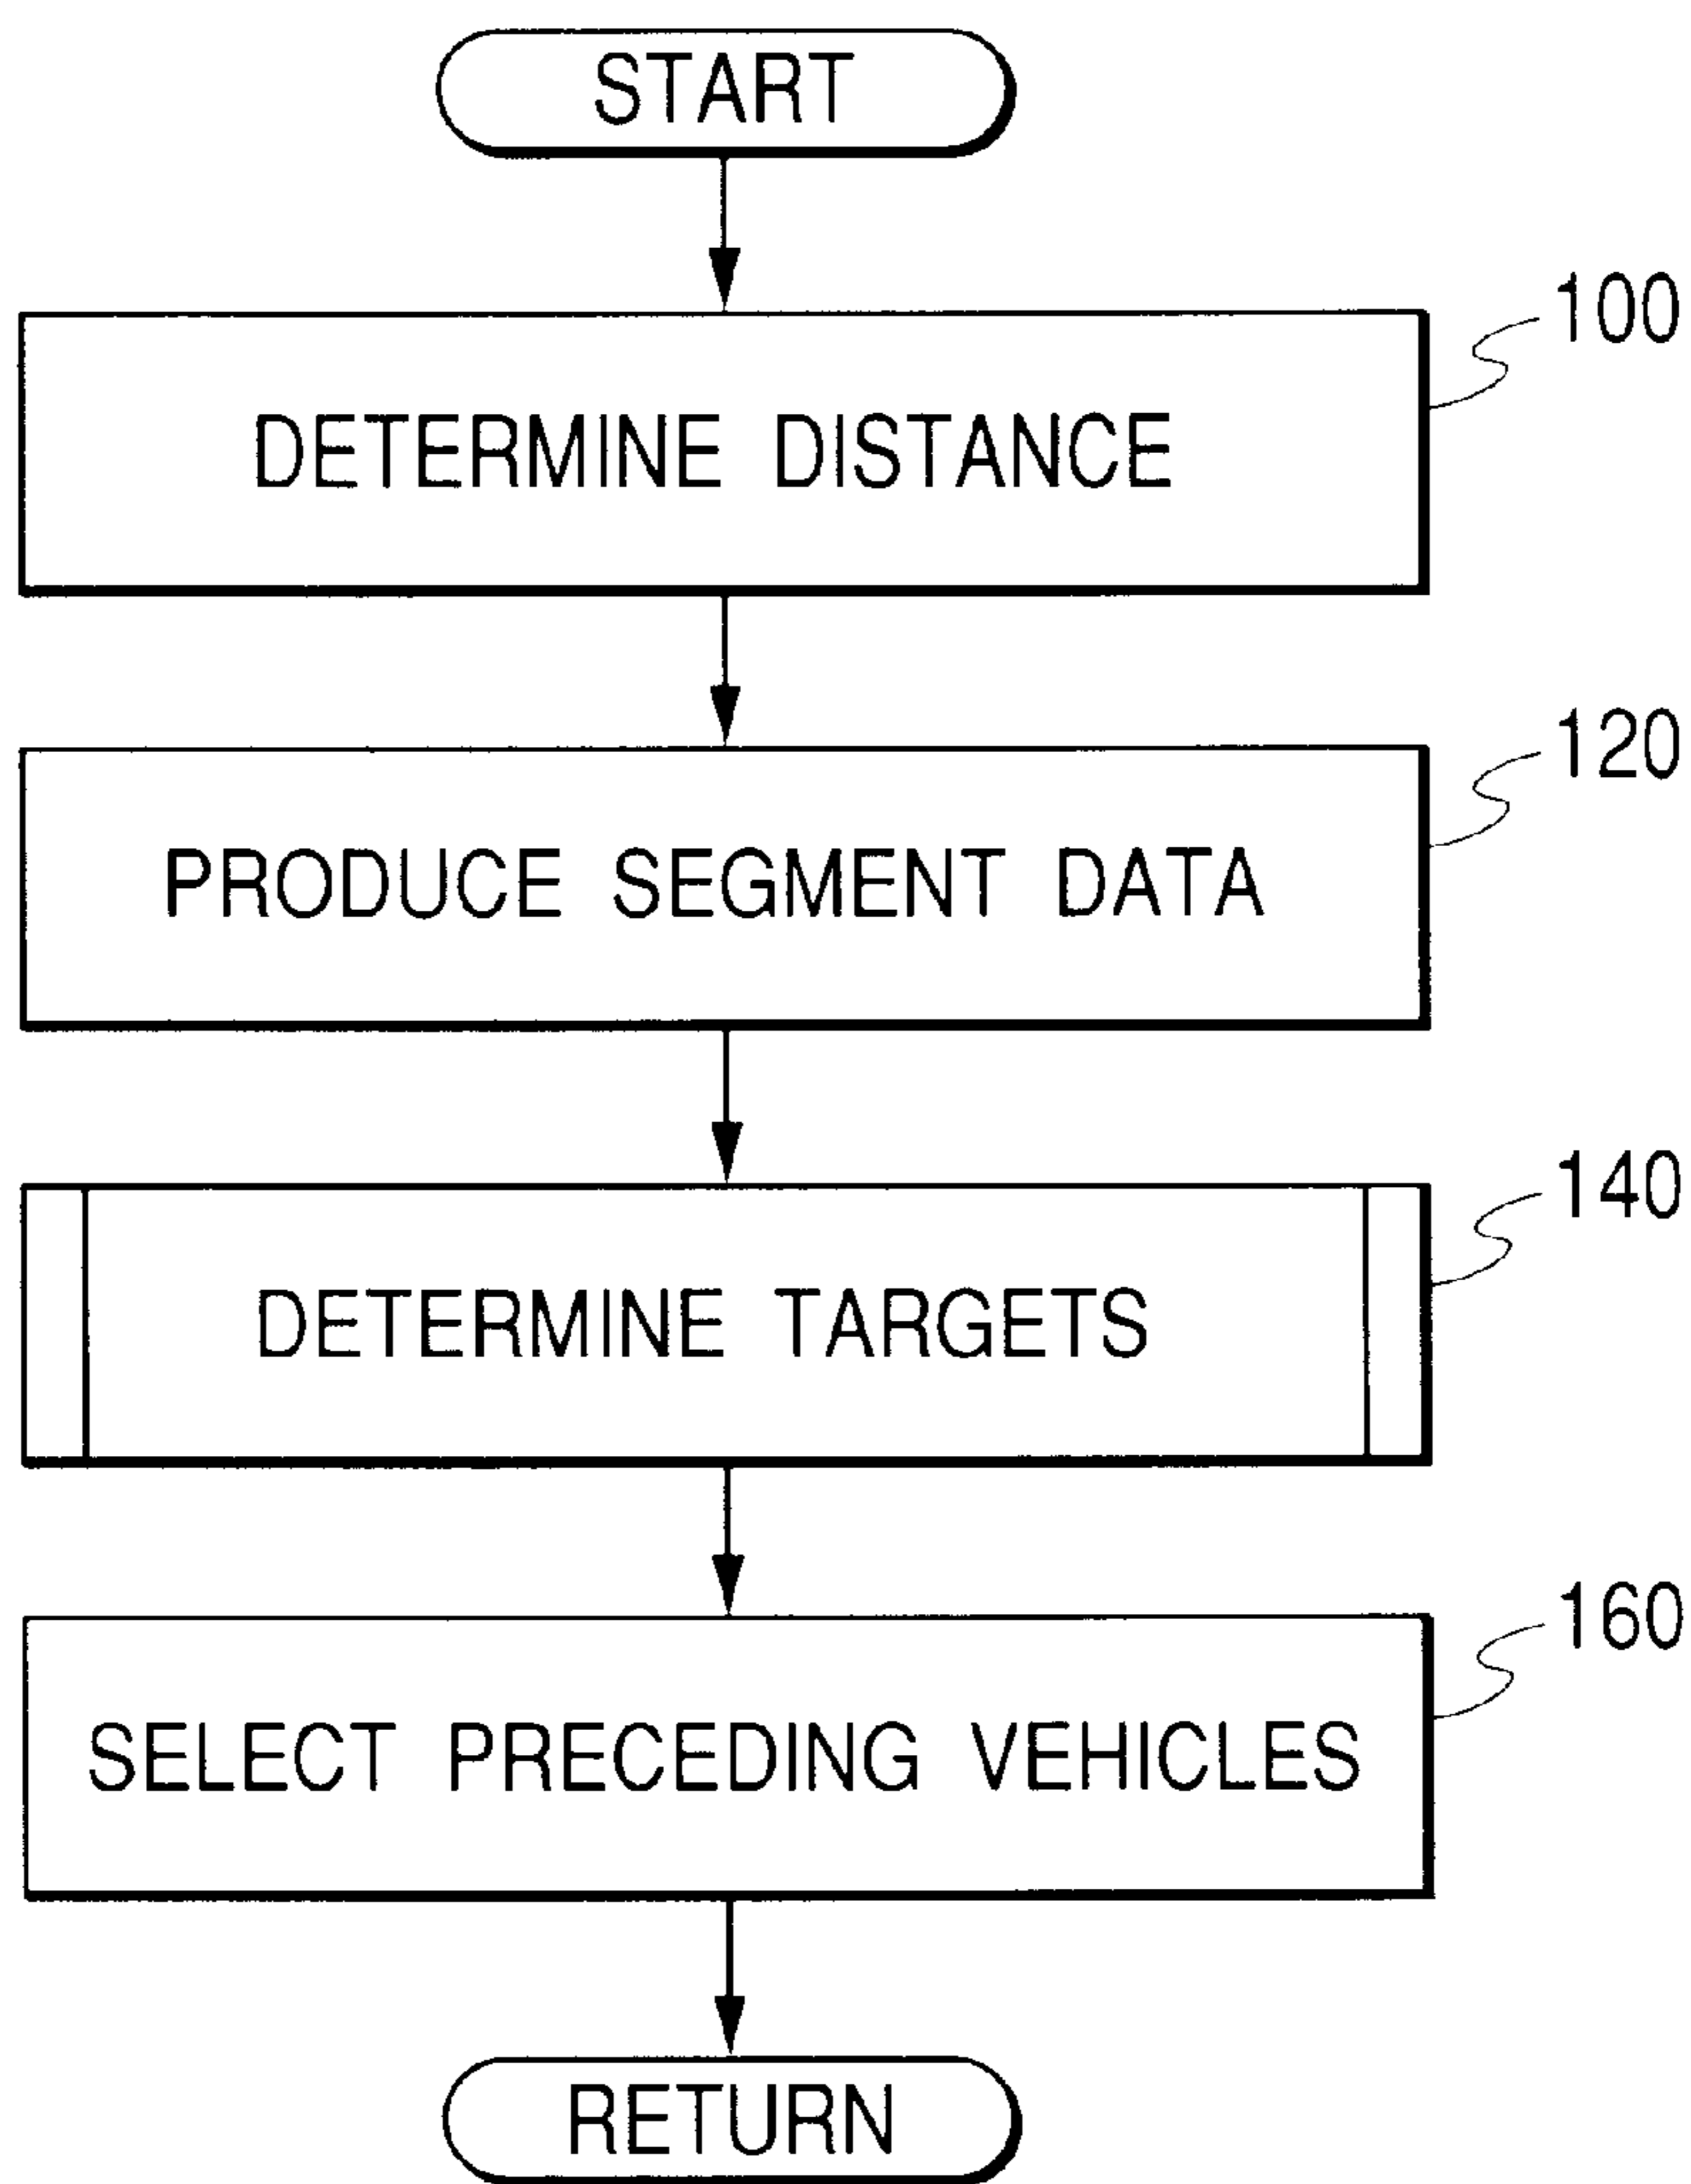 START
100
DETERMINE DISTANCE
120
PRODUCE SEGMENT DATA
140
DETERMINE TARGETS
160
SELECT PRECEDING VEHICLES
RETURN